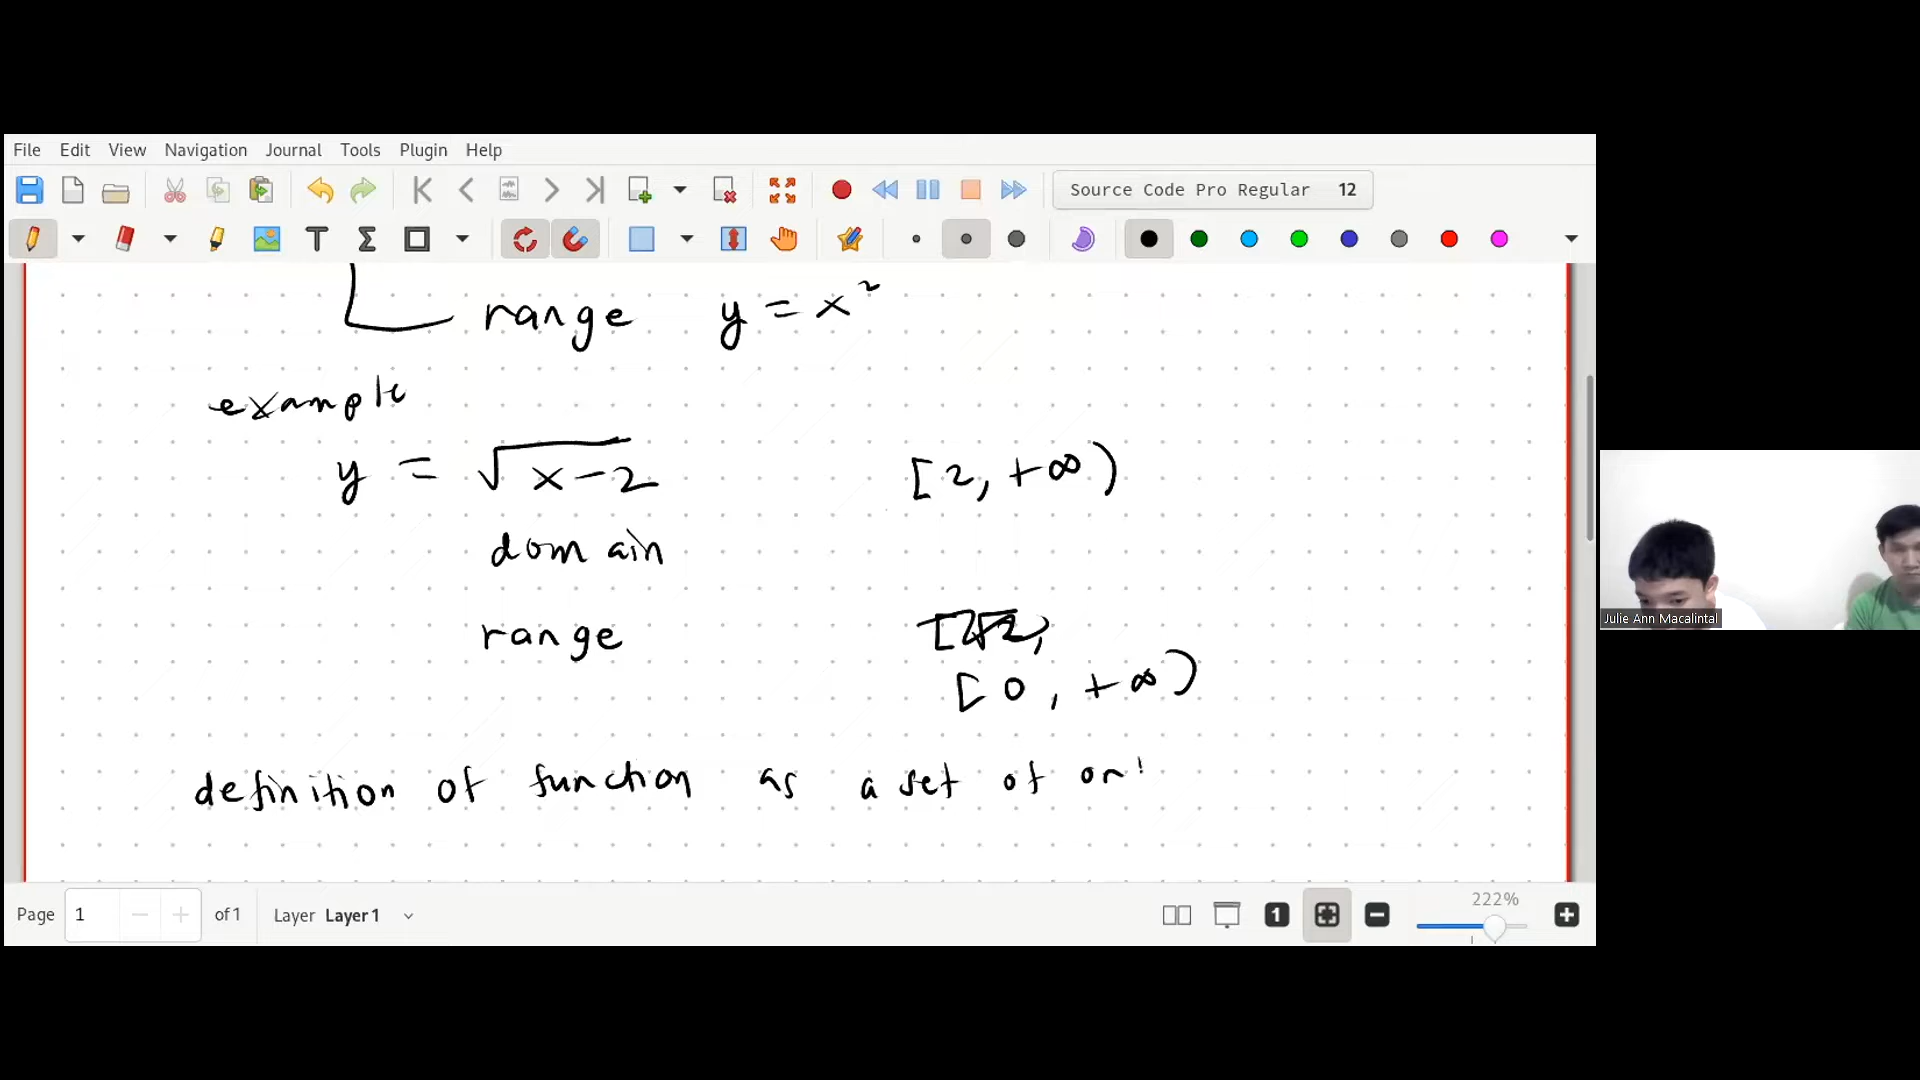 File Edit View Navigation Journal Tools Plugin Help
Source Code Pro Regular 12
range y = x²
example
y = √x-2 [2, +∞)
domain
range
[0, +∞)
definition of function as a set of
Page 1 of 1 Layer Layer 1 222%
Julie Ann Macalintal